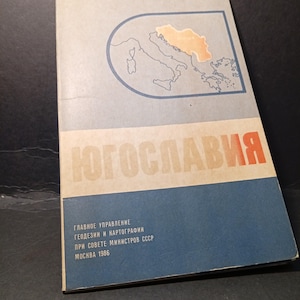 ЮГОСЛАВИЯ
ГЛАВНОЕ УПРАВЛЕНИЕ
ГЕОДЕЗИИ И КАРТОГРАФИИ
ПРИ СОВЕТЕ МИНИСТРОВ СССР
МОСКВА 1986